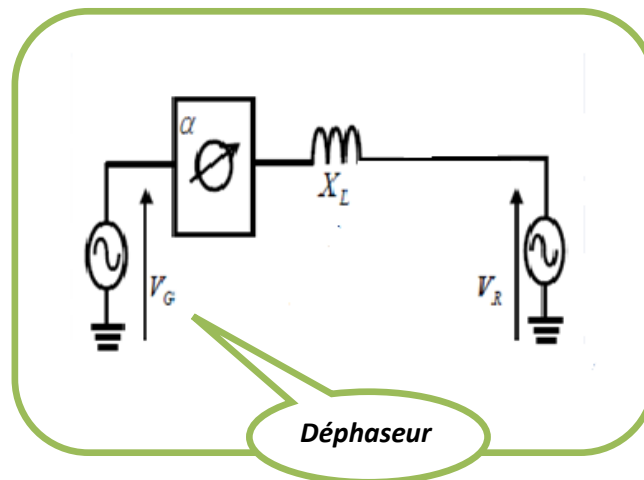 α
X_L
V_G
V_R
Déphaseur